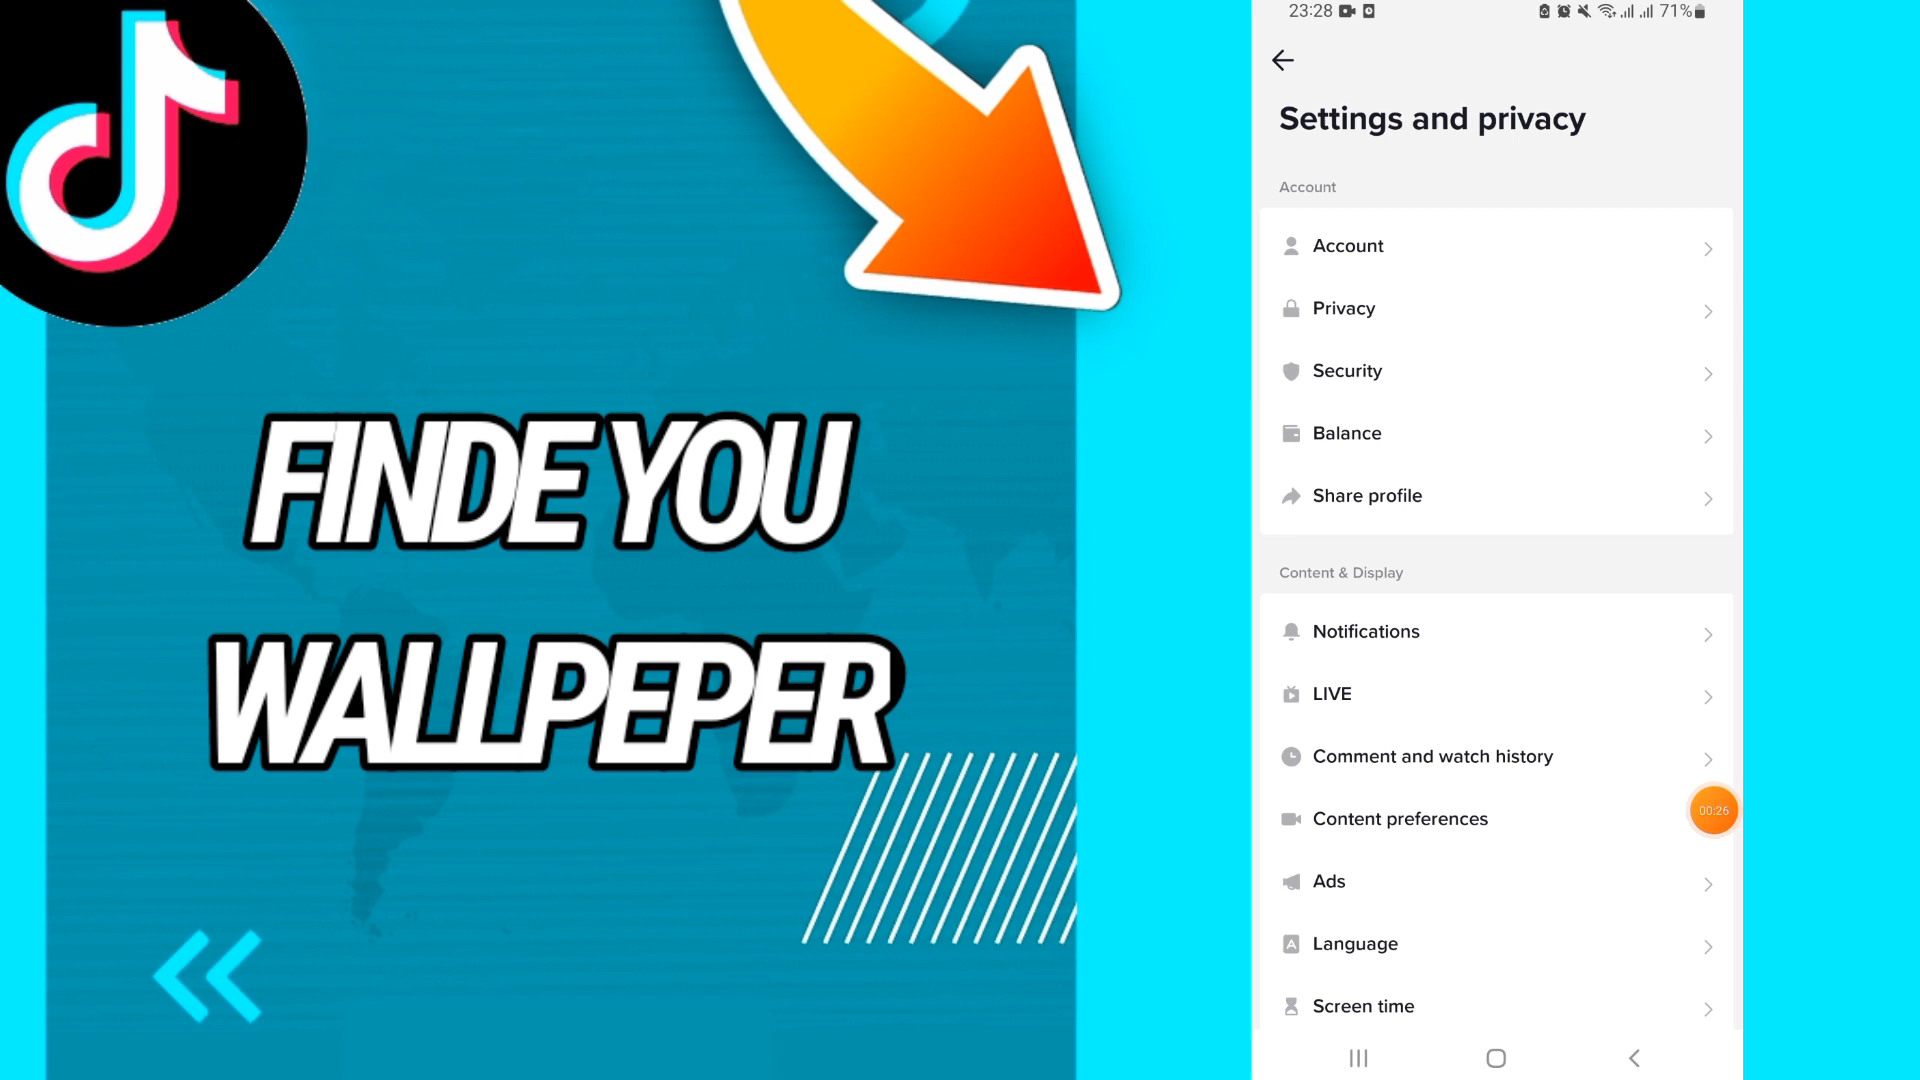 FINDE YOU
WALLPEPER
23:28
71%
Settings and privacy
Account
Account
Privacy
Security
Balance
Share profile
Content & Display
Notifications
LIVE
Comment and watch history
Content preferences
00:26
Ads
A
Language
Screen time